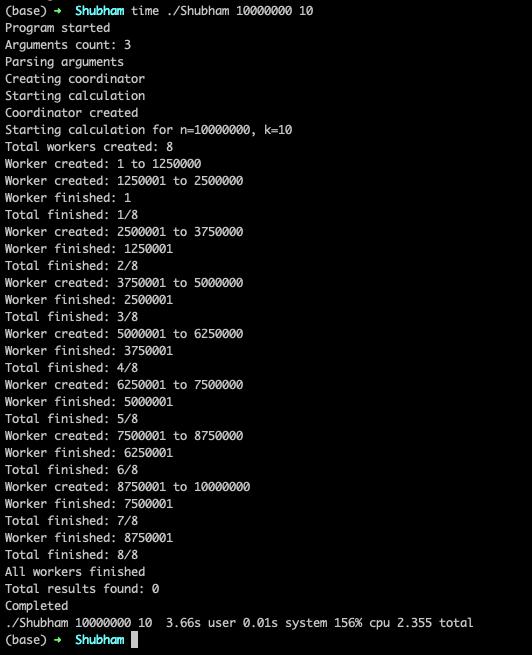 (base) ➜  Shubham time ./Shubham 10000000 10
Program started
Arguments count: 3
Parsing arguments
Creating coordinator
Starting calculation
Coordinator created
Starting calculation for n=10000000, k=10
Total workers created: 8
Worker created: 1 to 1250000
Worker created: 1250001 to 2500000
Worker finished: 1
Total finished: 1/8
Worker created: 2500001 to 3750000
Worker finished: 1250001
Total finished: 2/8
Worker created: 3750001 to 5000000
Worker finished: 2500001
Total finished: 3/8
Worker created: 5000001 to 6250000
Worker finished: 3750001
Total finished: 4/8
Worker created: 6250001 to 7500000
Worker finished: 5000001
Total finished: 5/8
Worker created: 7500001 to 8750000
Worker finished: 6250001
Total finished: 6/8
Worker created: 8750001 to 10000000
Worker finished: 7500001
Total finished: 7/8
Worker finished: 8750001
Total finished: 8/8
All workers finished
Total results found: 0
Completed
./Shubham 10000000 10  3.66s user 0.01s system 156% cpu 2.355 total
(base) ➜  Shubham